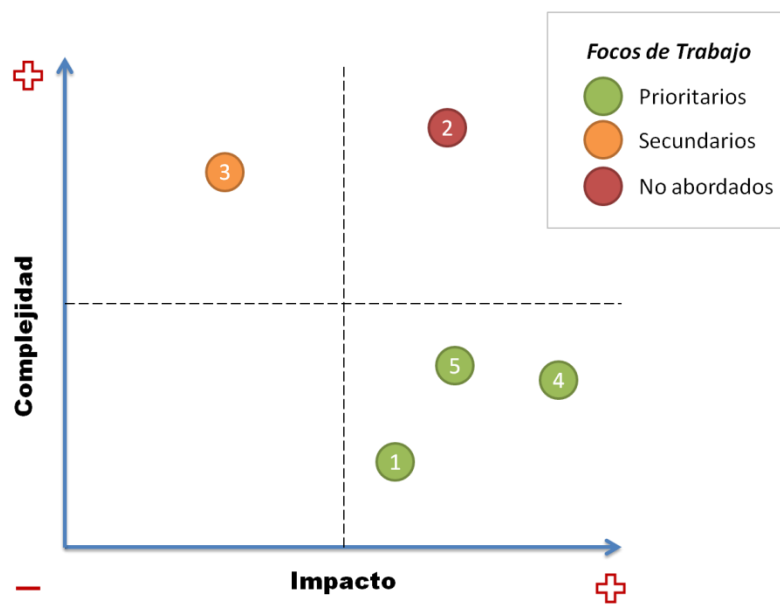 Focos de Trabajo
Prioritarios
Secundarios
No abordados
2
3
5
4
1
Complejidad
Impacto